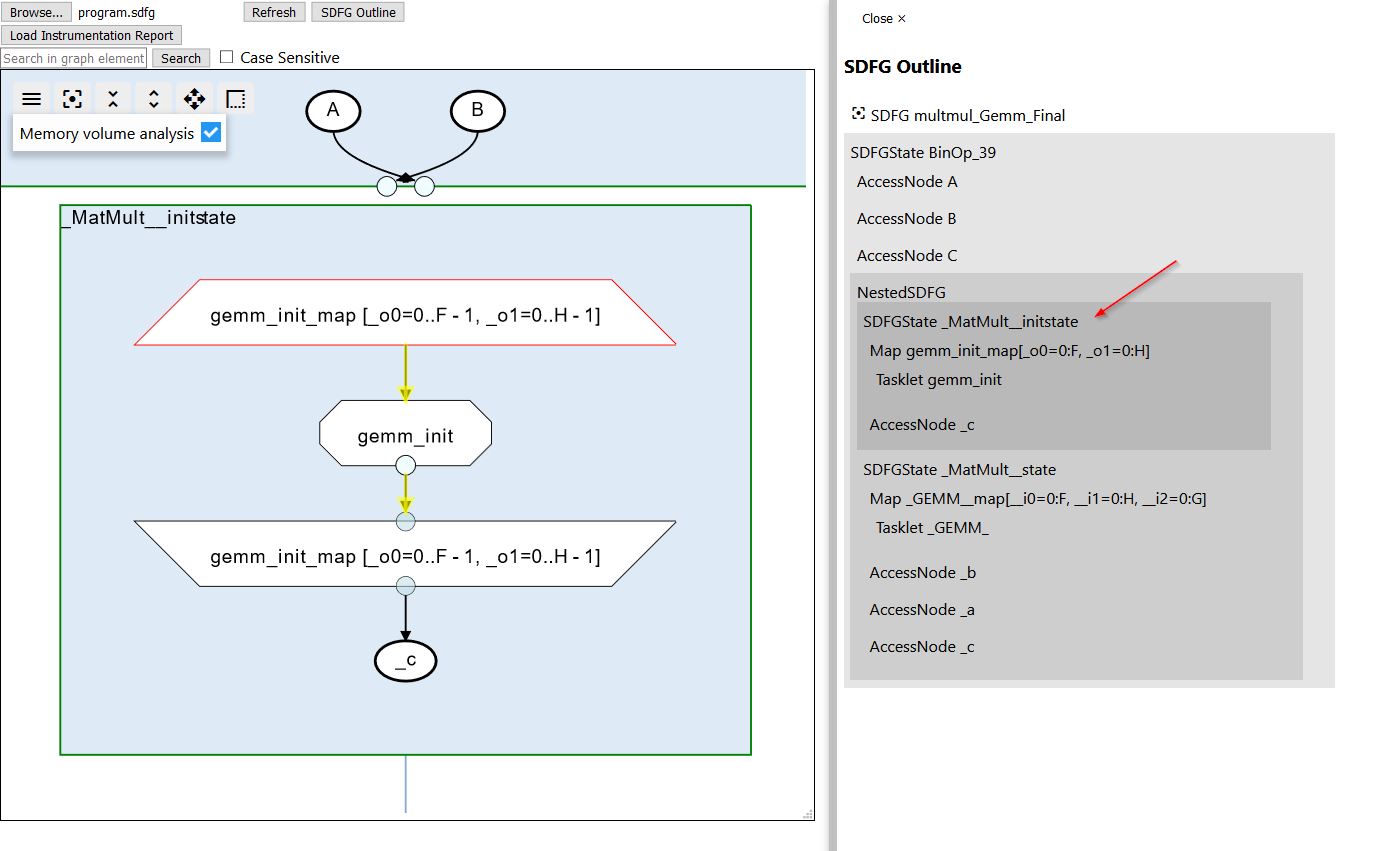 Browse... program.sdfg Refresh SDFG Outline
Load Instrumentation Report
Search in graph element Search Case Sensitive
A B
Memory volume analysis
_MatMult__initstate
gemm_init_map [_o0=0..F - 1, _o1=0..H - 1]
gemm_init
gemm_init_map [_o0=0..F - 1, _o1=0..H - 1]
_c
Close ×
SDFG Outline
SDFG multmul_Gemm_Final
SDFGState BinOp_39
AccessNode A
AccessNode B
AccessNode C
NestedSDFG
SDFGState _MatMult__initstate
Map gemm_init_map[_o0=0:F, _o1=0:H]
Tasklet gemm_init
AccessNode _c
SDFGState _MatMult__state
Map _GEMM__map[__i0=0:F, __i1=0:H, __i2=0:G]
Tasklet _GEMM_
AccessNode _b
AccessNode _a
AccessNode _c